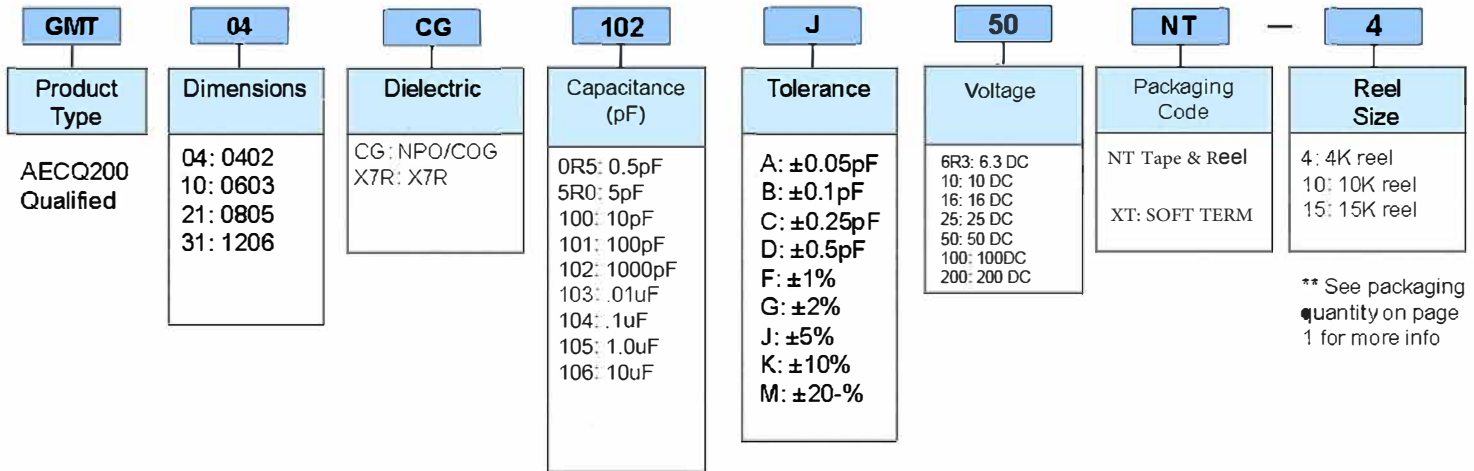 GMT 04 CG 102 J 50 NT — 4
Product
Type
AECQ200
Qualified
Dimensions
04: 0402
10: 0603
21: 0805
31: 1206
Dielectric
CG: NPO/COG
X7R: X7R
Capacitance
(pF)
0R5: 0.5pF
5R0: 5pF
100: 10pF
101: 100pF
102: 1000pF
103: .01uF
104: .1uF
105: 1.0uF
106: 10uF
Tolerance
A: ±0.05pF
B: ±0.1pF
C: ±0.25pF
D: ±0.5pF
F: ±1%
G: ±2%
J: ±5%
K: ±10%
M: ±20-%
Voltage
6R3: 6.3 DC
10: 10 DC
16: 16 DC
25: 25 DC
50: 50 DC
100: 100DC
200: 200 DC
Packaging
Code
NT Tape & Reel
XT: SOFT TERM
Reel
Size
4: 4K reel
10: 10K reel
15: 15K reel
** See packaging
quantity on page
1 for more info